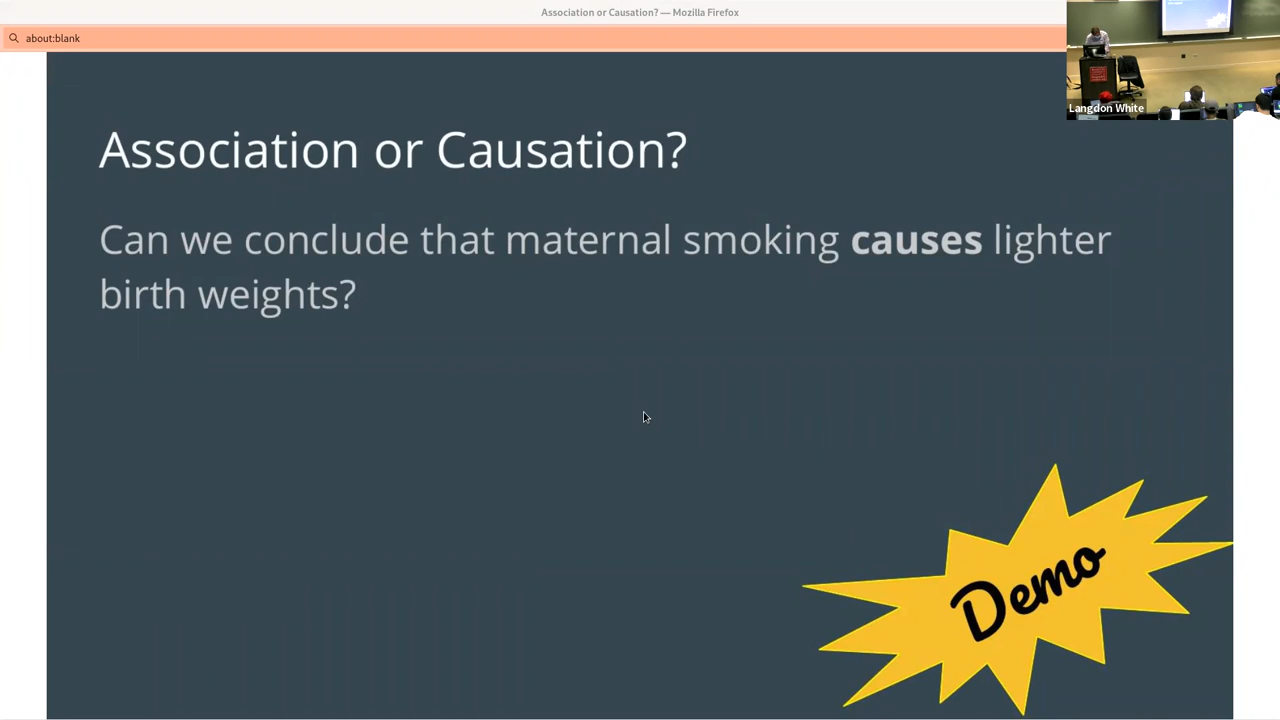 Association or Causation? — Mozilla Firefox
about:blank
Langdon White
Association or Causation?
Can we conclude that maternal smoking causes lighter
birth weights?
Demo